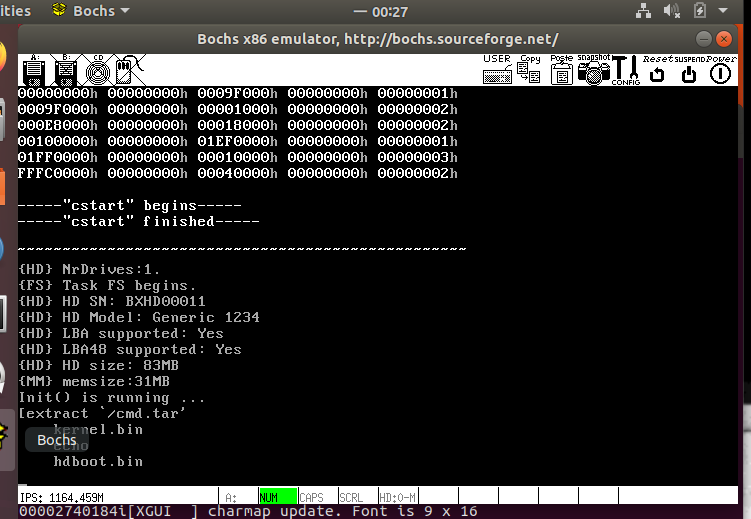 ities Bochs — 00:27
Bochs x86 emulator, http://bochs.sourceforge.net/
A: B: CD USER Copy Paste snapshot CONFIG Reset SUSPEND Power
00000000h 00000000h 0009F000h 00000000h 00000001h
0009F000h 00000000h 00001000h 00000000h 00000002h
000E8000h 00000000h 00018000h 00000000h 00000002h
00100000h 00000000h 01EF0000h 00000000h 00000001h
01FF0000h 00000000h 00010000h 00000000h 00000003h
FFFC0000h 00000000h 00040000h 00000000h 00000002h
-----"cstart" begins-----
-----"cstart" finished-----
~~~~~~~~~~~~~~~~~~~~~~~~~~~~~~~~~~~~~~~~~~~~~~~~~~
{HD} NrDrives:1.
{FS} Task FS begins.
{HD} HD SN: BXHD00011
{HD} HD Model: Generic 1234
{HD} LBA supported: Yes
{HD} LBA48 supported: Yes
{HD} HD size: 83MB
{MM} memsize:31MB
Init() is running ...
[extract `/cmd.tar'
kernel.bin
Bochs
echo
hdboot.bin
IPS: 1164.459M A: NUM CAPS SCRL HD:0-M
00002740184i[XGUI ] charmap update. Font is 9 x 16